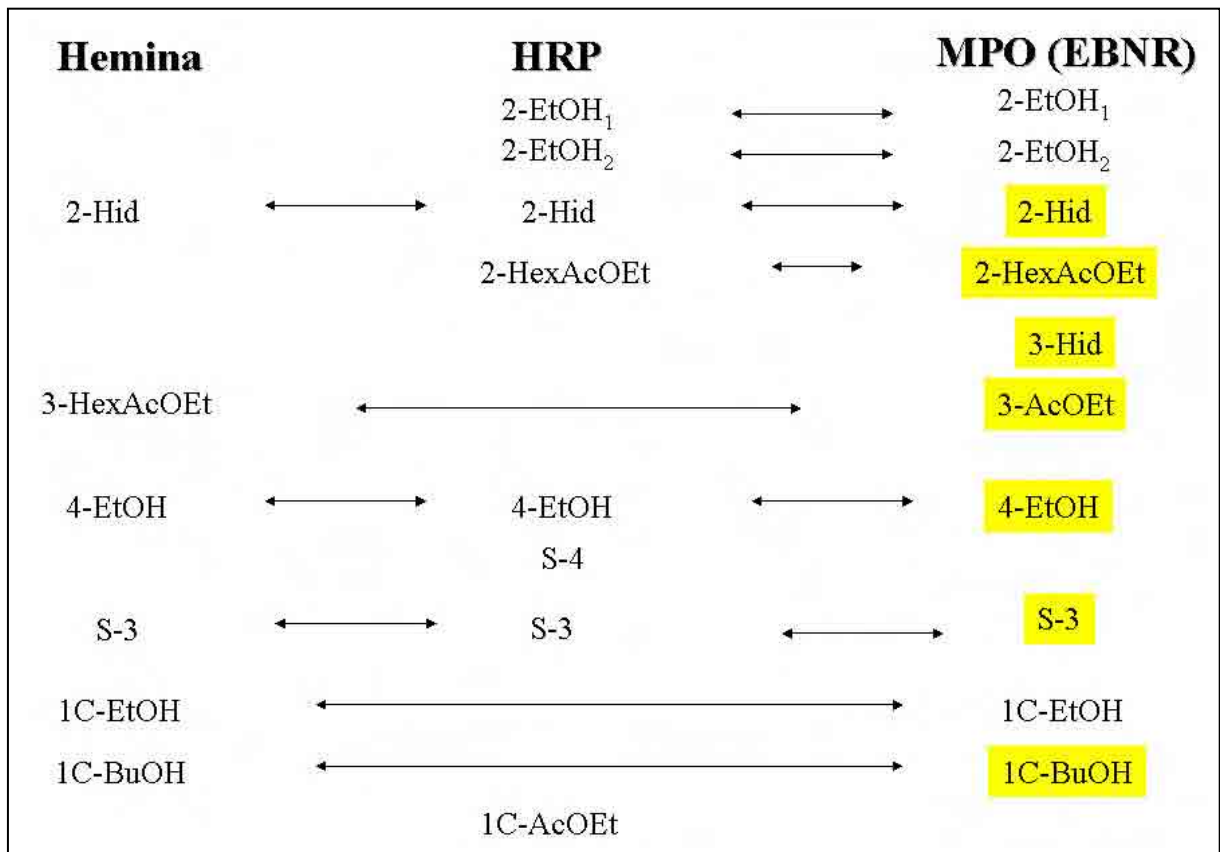 Hemina HRP MPO (EBNR)
2-EtOH₁ 2-EtOH₁
2-EtOH₂ 2-EtOH₂
2-Hid 2-Hid 2-Hid
2-HexAcOEt 2-HexAcOEt
3-Hid
3-HexAcOEt 3-AcOEt
4-EtOH 4-EtOH 4-EtOH
S-4
S-3 S-3 S-3
1C-EtOH 1C-EtOH
1C-BuOH 1C-BuOH
1C-AcOEt